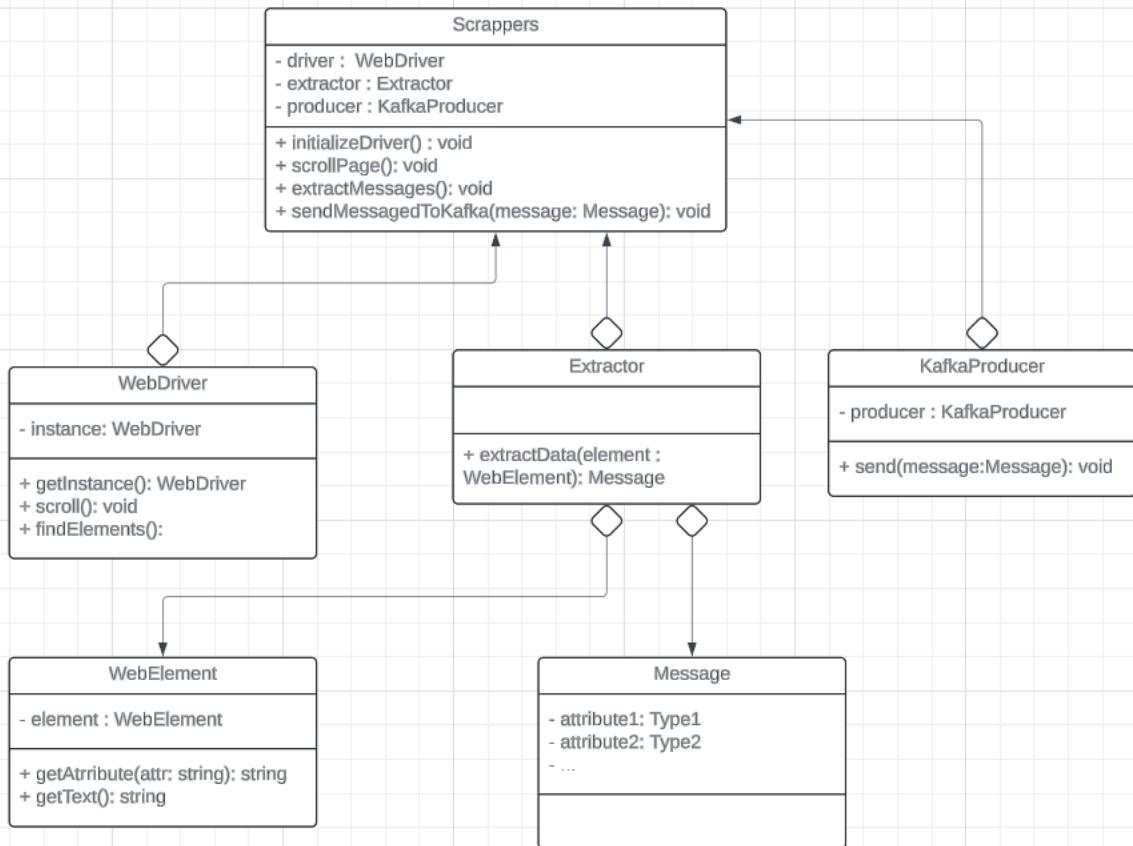 Scrappers
- driver :  WebDriver
- extractor : Extractor
- producer : KafkaProducer
+ initializeDriver() : void
+ scrollPage(): void
+ extractMessages(): void
+ sendMessagedToKafka(message: Message): void
WebDriver
- instance: WebDriver
+ getInstance(): WebDriver
+ scroll(): void
+ findElements():
Extractor
+ extractData(element :
WebElement): Message
KafkaProducer
- producer : KafkaProducer
+ send(message:Message): void
WebElement
- element : WebElement
+ getAtrribute(attr: string): string
+ getText(): string
Message
- attribute1: Type1
- attribute2: Type2
- ...